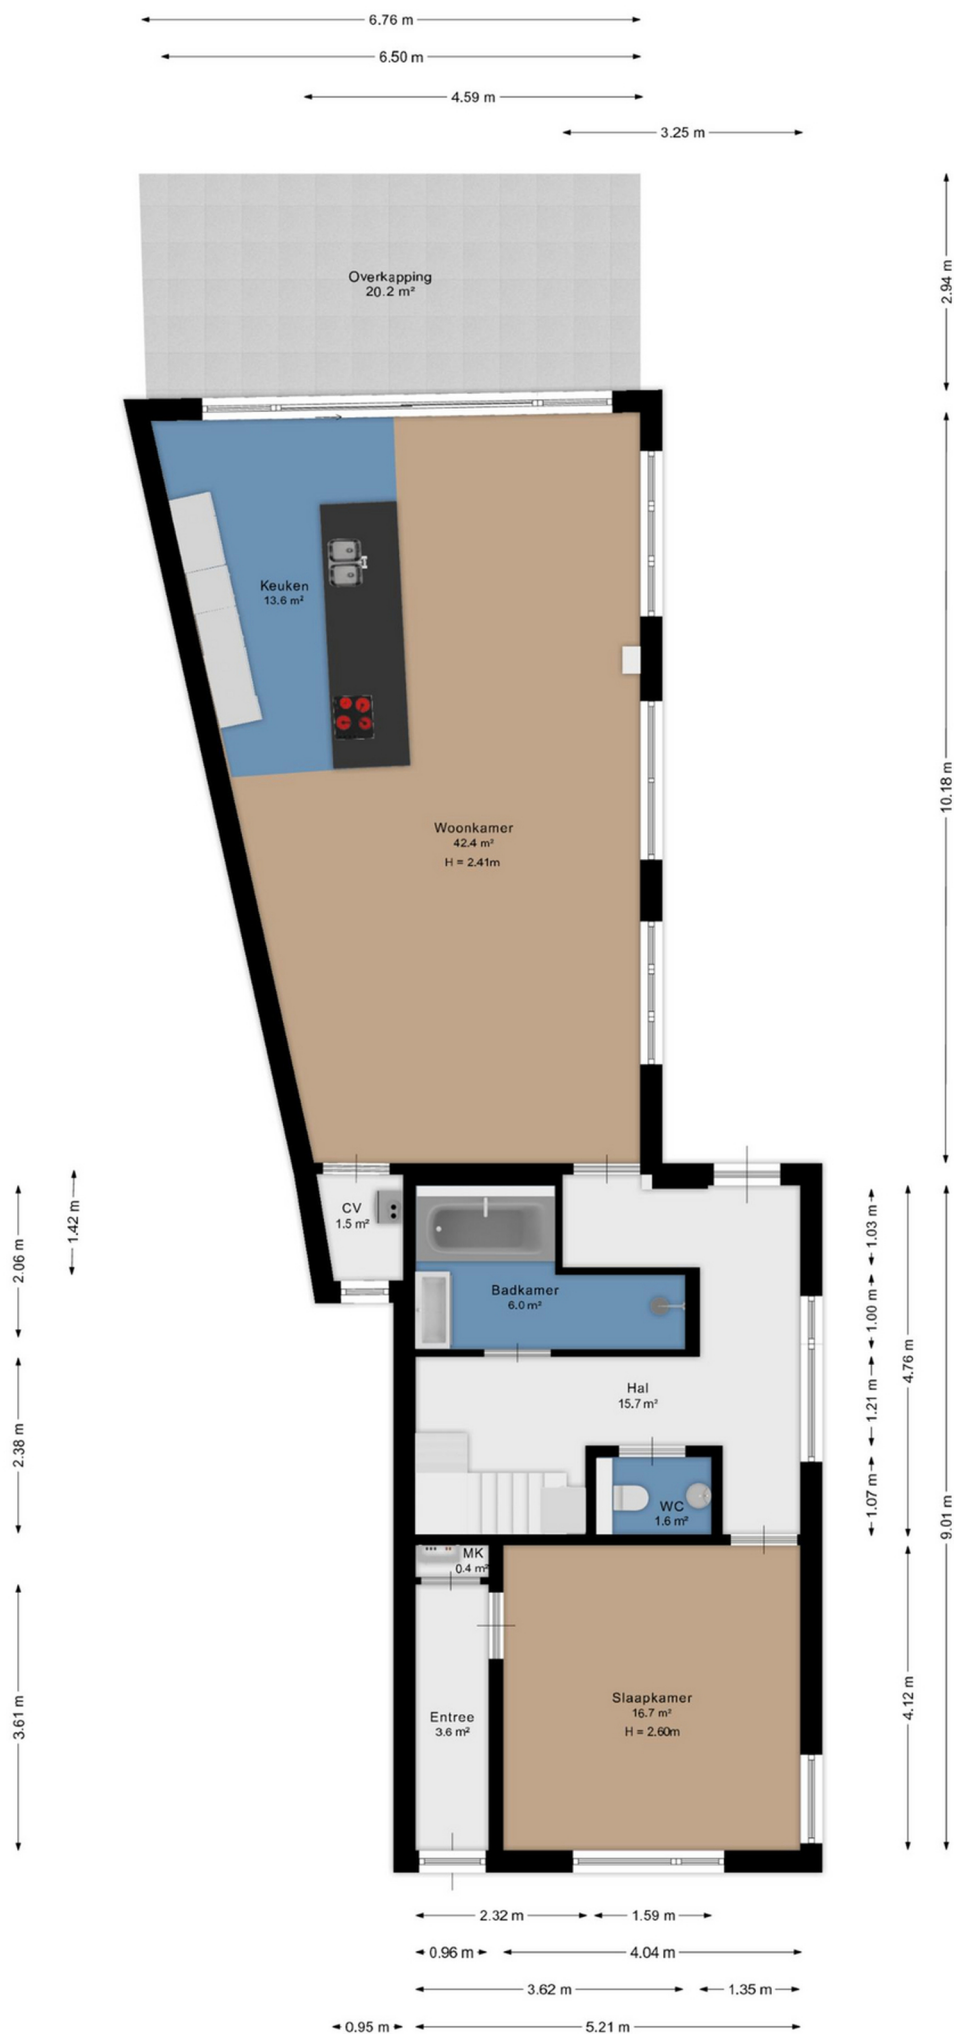 6.76 m
6.50 m
4.59 m
3.25 m
2.94 m
Overkapping
20.2 m²
Keuken
13.6 m²
10.18 m
Woonkamer
42.4 m²
H = 2.41m
CV
1.5 m²
1.42 m
2.06 m
1.03 m
Badkamer
6.0 m²
1.00 m
4.76 m
Hal
15.7 m²
1.21 m
2.38 m
1.07 m
WC
1.6 m²
9.01 m
MK
0.4 m²
3.61 m
Entree
3.6 m²
Slaapkamer
16.7 m²
H = 2.60m
4.12 m
2.32 m
1.59 m
0.96 m
4.04 m
3.62 m
1.35 m
0.95 m
5.21 m